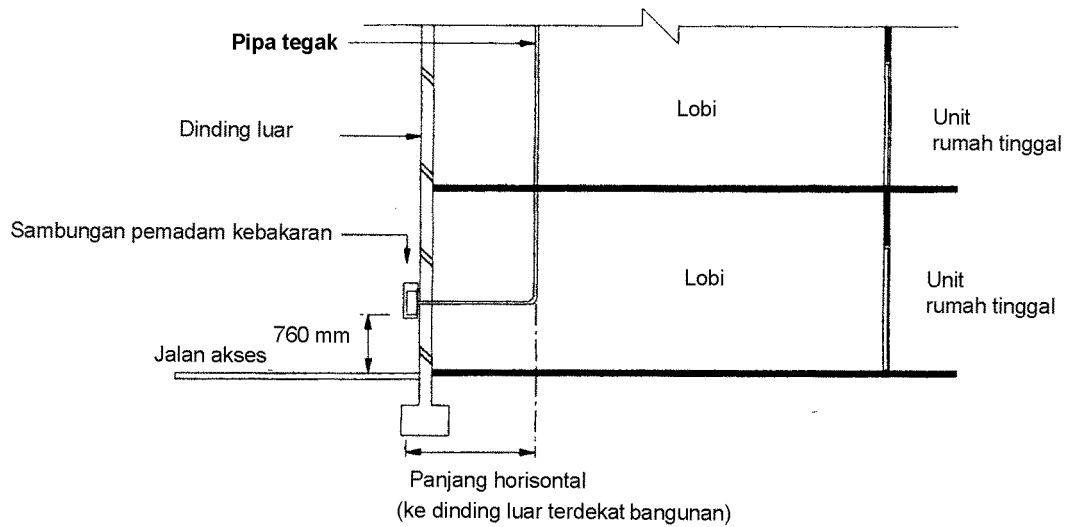 Pipa tegak
Lobi
Unit
rumah tinggal
Dinding luar
Sambungan pemadam kebakaran
Lobi
Unit
rumah tinggal
760 mm
Jalan akses
Panjang horisontal
(ke dinding luar terdekat bangunan)